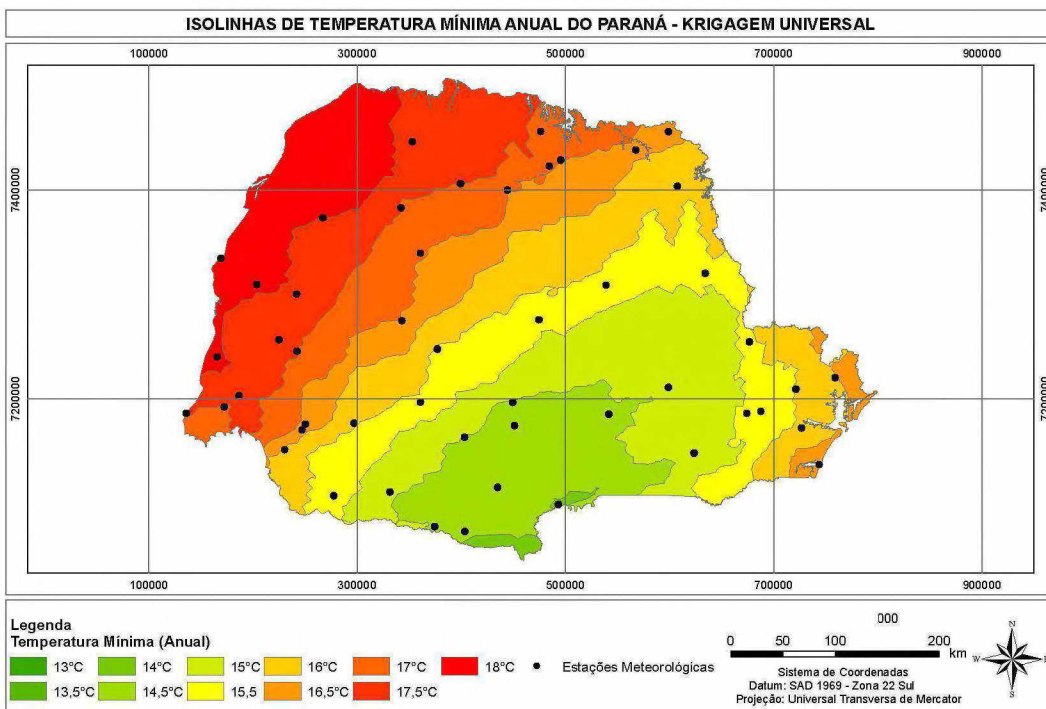 ISOLINHAS DE TEMPERATURA MÍNIMA ANUAL DO PARANÁ - KRIGAGEM UNIVERSAL
100000 300000 500000 700000 900000
7400000 7400000
7200000 7200000
100000 300000 500000 700000 900000
Legenda
Temperatura Mínima (Anual)
13°C 14°C 15°C 16°C 17°C 18°C Estações Meteorológicas
13,5°C 14,5°C 15,5 16,5°C 17,5°C
000
0 50 100 200
km
Sistema de Coordenadas
Datum: SAD 1969 - Zona 22 Sul
Projeção: Universal Transversa de Mercator
N
W
S